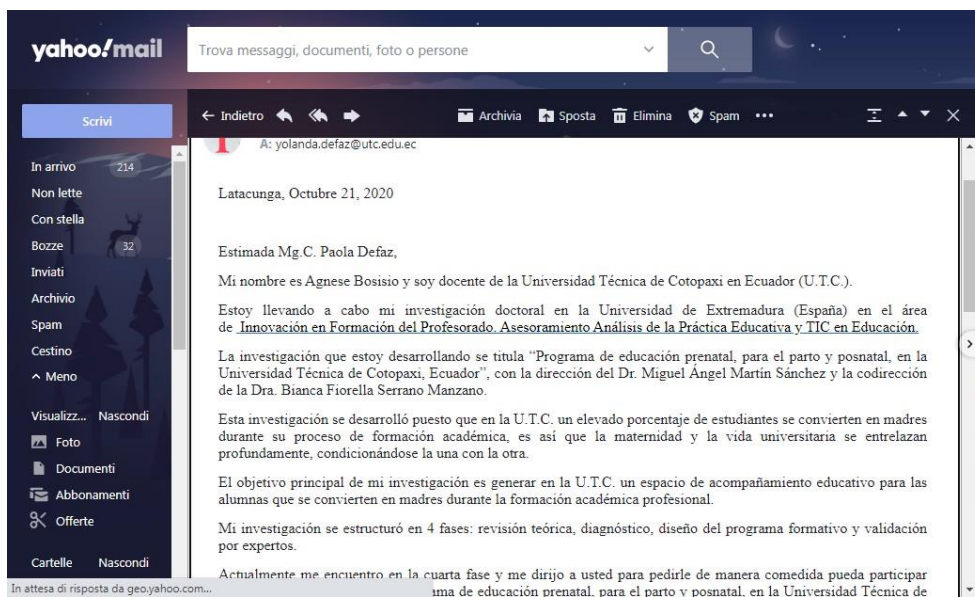 yahoo!mail
Trova messaggi, documenti, foto o persone
Scrivi
Indietro
Archivia
Sposta
Elimina
Spam
In arrivo 214
Non lette
Con stella
Bozze 32
Inviati
Archivio
Spam
Cestino
Meno
Visualizz... Nascondi
Foto
Documenti
Abbonamenti
Offerte
Cartelle Nascondi
In attesa di risposta da geo.yahoo.com...
A: yolanda.defaz@utc.edu.ec
Latacunga, Octubre 21, 2020
Estimada Mg.C. Paola Defaz,
Mi nombre es Agnese Bosisio y soy docente de la Universidad Técnica de Cotopaxi en Ecuador (U.T.C.).
Estoy llevando a cabo mi investigación doctoral en la Universidad de Extremadura (España) en el área
de Innovación en Formación del Profesorado. Asesoramiento Análisis de la Práctica Educativa y TIC en Educación.
La investigación que estoy desarrollando se titula “Programa de educación prenatal, para el parto y posnatal, en la
Universidad Técnica de Cotopaxi, Ecuador”, con la dirección del Dr. Miguel Ángel Martín Sánchez y la codirección
de la Dra. Bianca Fiorella Serrano Manzano.
Esta investigación se desarrolló puesto que en la U.T.C. un elevado porcentaje de estudiantes se convierten en madres
durante su proceso de formación académica, es así que la maternidad y la vida universitaria se entrelazan
profundamente, condicionándose la una con la otra.
El objetivo principal de mi investigación es generar en la U.T.C. un espacio de acompañamiento educativo para las
alumnas que se convierten en madres durante la formación académica profesional.
Mi investigación se estructuró en 4 fases: revisión teórica, diagnóstico, diseño del programa formativo y validación
por expertos.
Actualmente me encuentro en la cuarta fase y me dirijo a usted para pedirle de manera comedida pueda participar
ma de educación prenatal, para el parto y posnatal, en la Universidad Técnica de